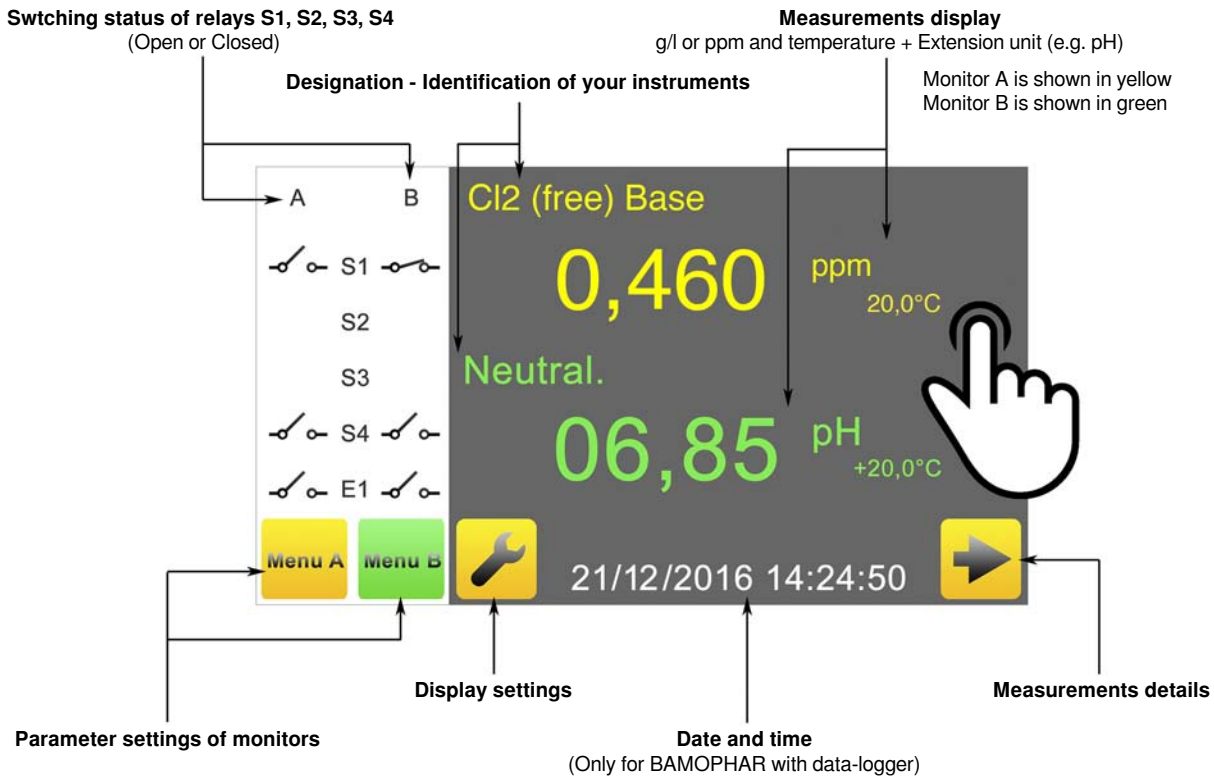 Swtching status of relays S1, S2, S3, S4
(Open or Closed)
Measurements display
g/l or ppm and temperature + Extension unit (e.g. pH)
Designation - Identification of your instruments
Monitor A is shown in yellow
Monitor B is shown in green
A B
S1
S2
S3
S4
E1
Menu A Menu B
Cl2 (free) Base
0,460 ppm
20,0°C
Neutral.
06,85 pH
+20,0°C
21/12/2016 14:24:50
Display settings
Measurements details
Parameter settings of monitors
Date and time
(Only for BAMOPHAR with data-logger)